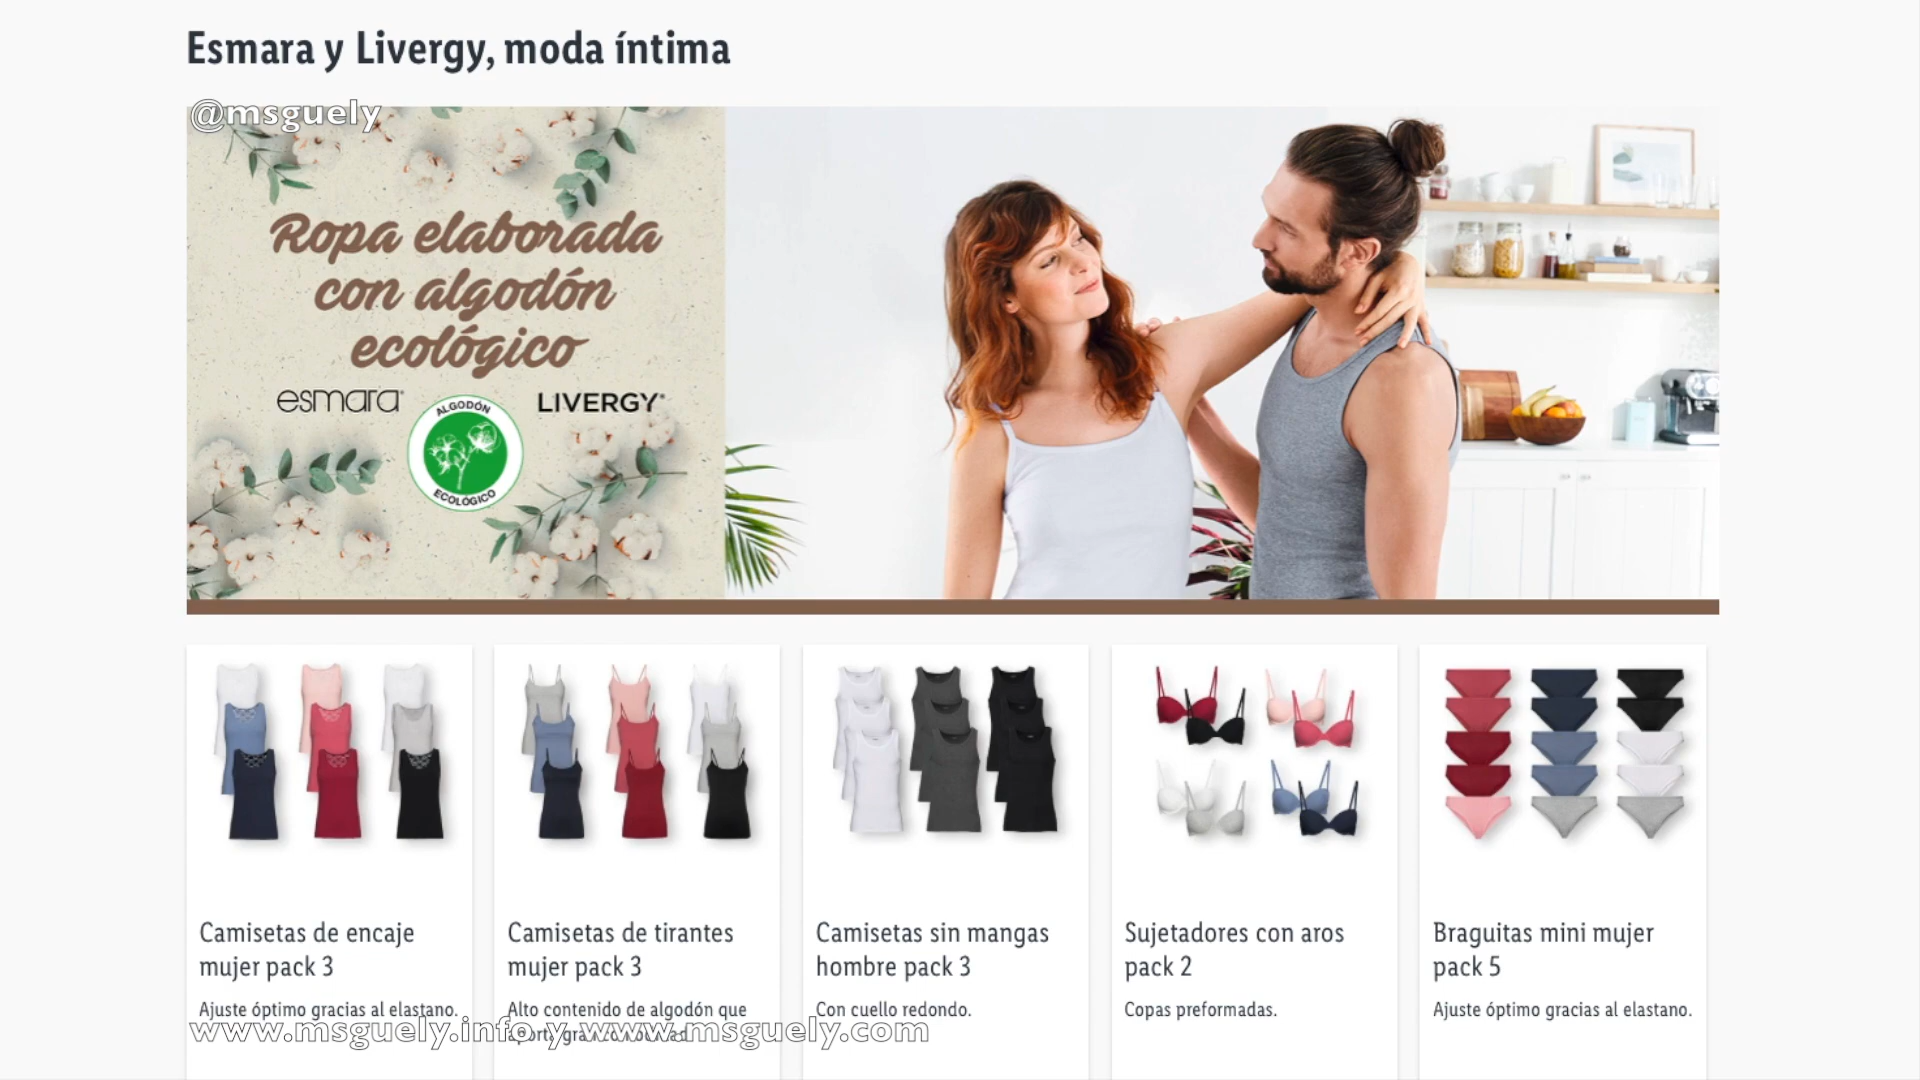 Esmara y Livergy, moda íntima
@msguely
Ropa elaborada
con algodón
ecológico
esmara®
LIVERGY®
ALGODÓN
ECOLÓGICO
Camisetas de encaje
mujer pack 3
Ajuste óptimo gracias al elastano.
Camisetas de tirantes
mujer pack 3
Alto contenido de algodón que
aporta gran
Camisetas sin mangas
hombre pack 3
Con cuello redondo.
Sujetadores con aros
pack 2
Copas preformadas.
Braguitas mini mujer
pack 5
Ajuste óptimo gracias al elastano.
www.msguely.info y www.msguely.com